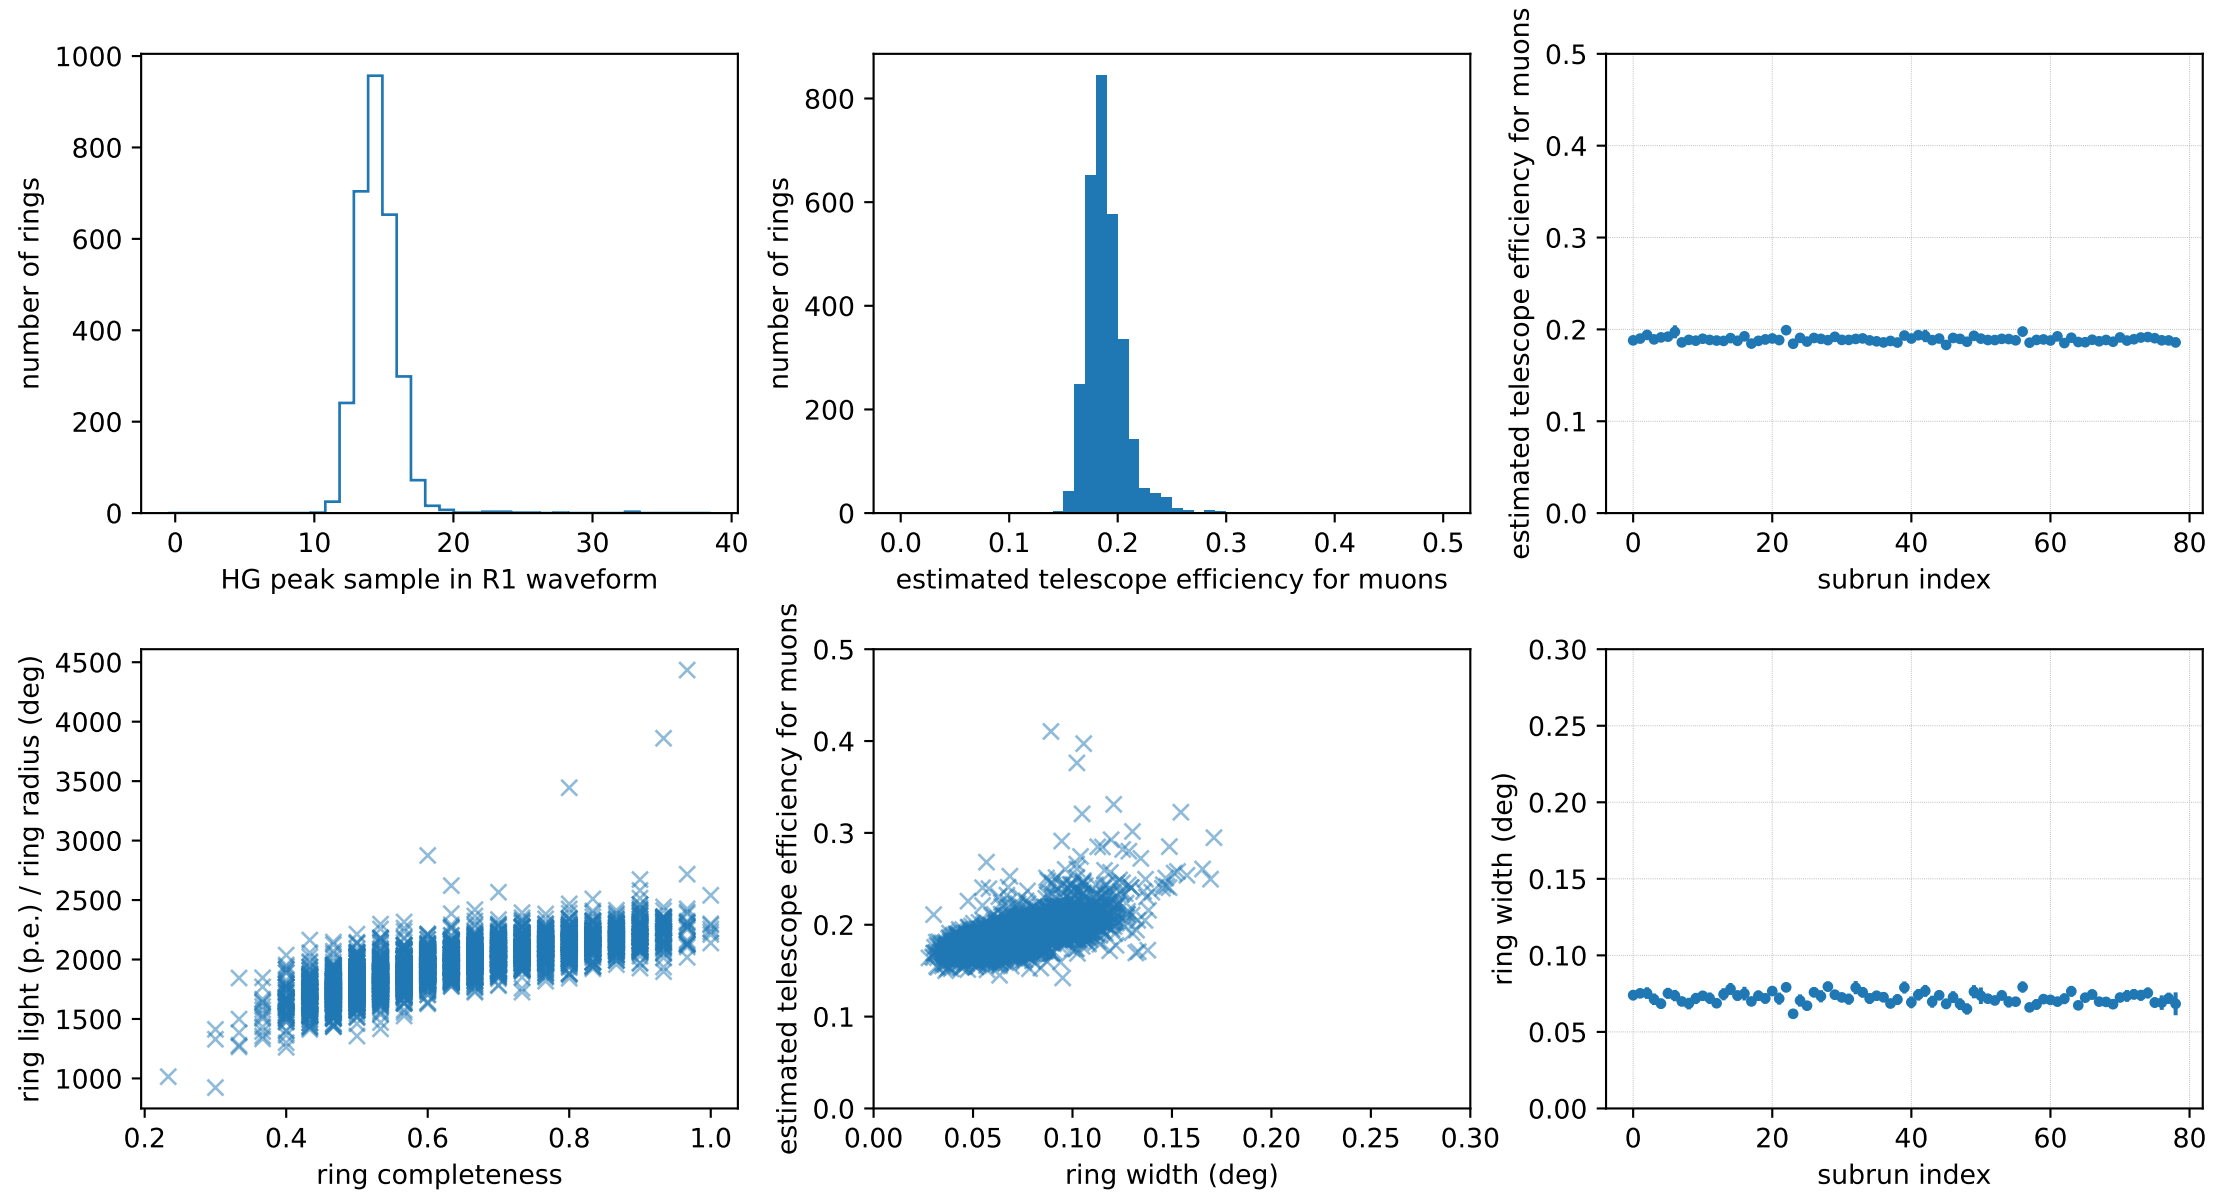 1000
800
600
400
200
0
number of rings
0 10 20 30 40
HG peak sample in R1 waveform
800
600
400
200
0
number of rings
0.0 0.1 0.2 0.3 0.4 0.5
estimated telescope efficiency for muons
0.5
0.4
0.3
0.2
0.1
0.0
estimated telescope efficiency for muons
0 20 40 60 80
subrun index
4500
4000
3500
3000
2500
2000
1500
1000
ring light (p.e.) / ring radius (deg)
0.2 0.4 0.6 0.8 1.0
ring completeness
0.5
0.4
0.3
0.2
0.1
0.0
estimated telescope efficiency for muons
0.00 0.05 0.10 0.15 0.20 0.25 0.30
ring width (deg)
0.30
0.25
0.20
0.15
0.10
0.05
0.00
ring width (deg)
0 20 40 60 80
subrun index